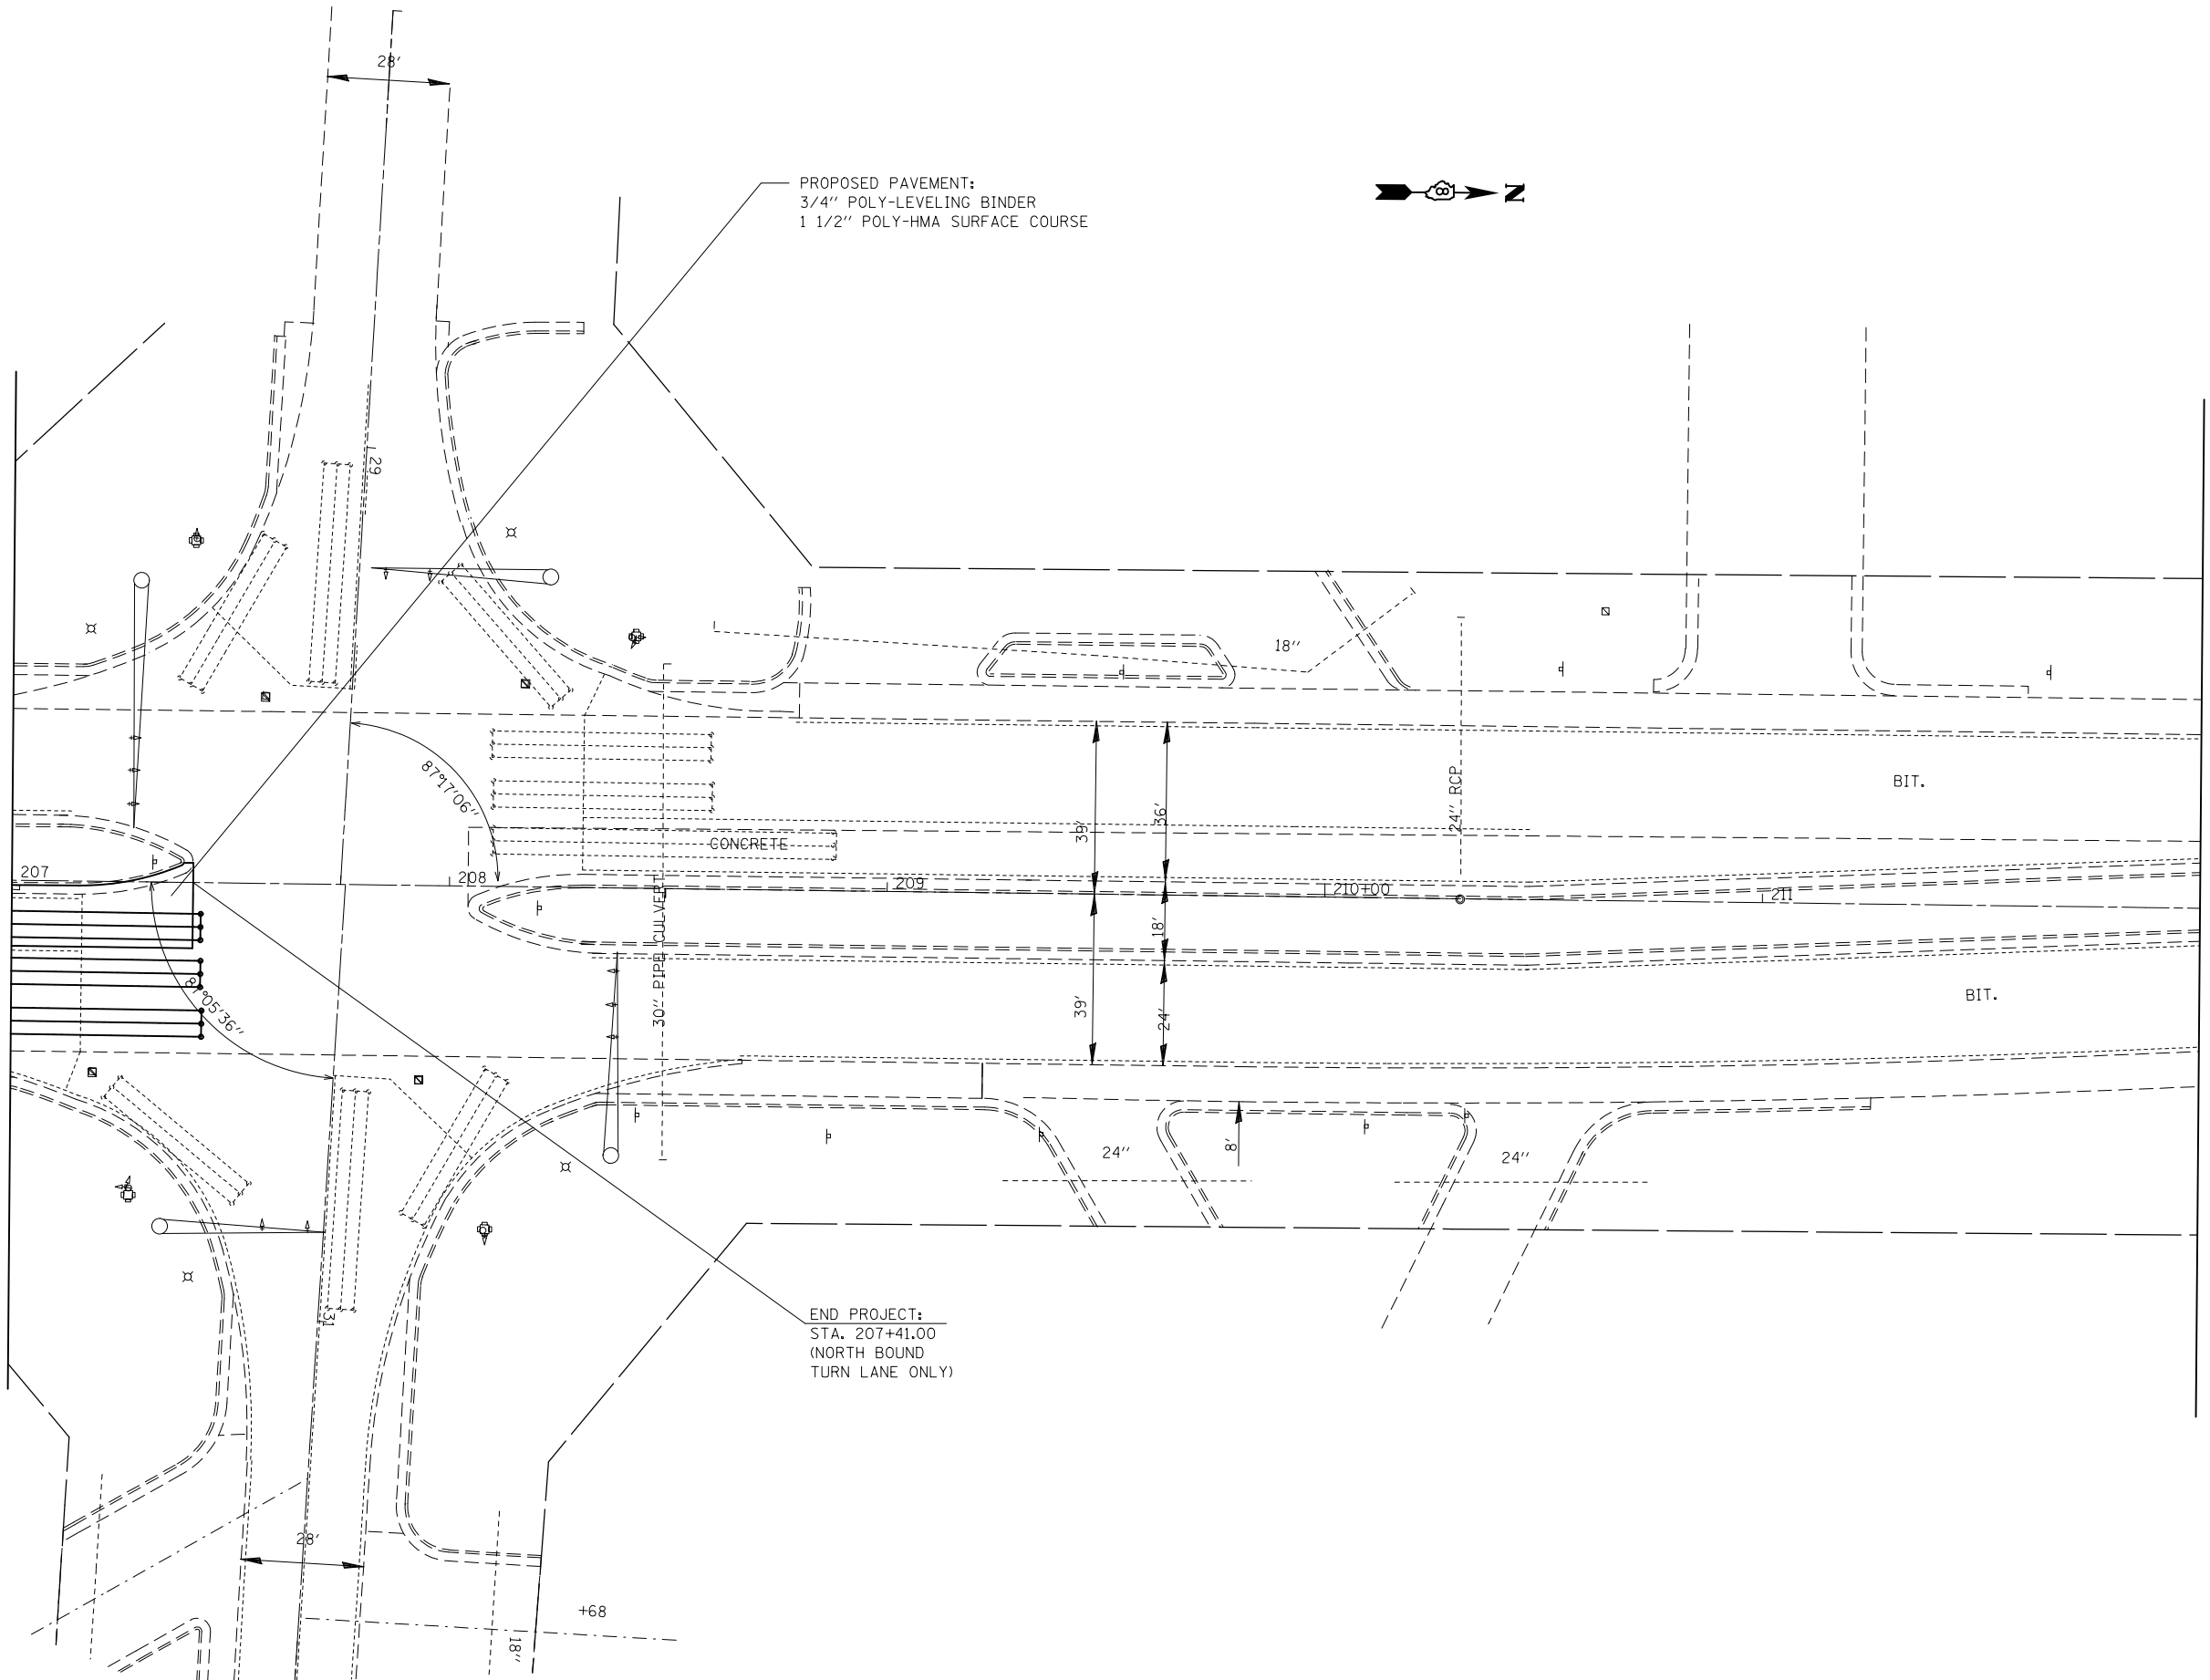 28'
PROPOSED PAVEMENT:
3/4" POLY-LEVELING BINDER
1 1/2" POLY-HMA SURFACE COURSE
8
N
29
18"
87°17'06"
39'
36'
24" RCP
BIT.
CONCRETE
207
208
209
210+00
211
30" PIPE CULVERT
18'
39'
24'
BIT.
°05'36"
24"
8'
24"
31
END PROJECT:
STA. 207+41.00
(NORTH BOUND
TURN LANE ONLY)
28'
+68
18"